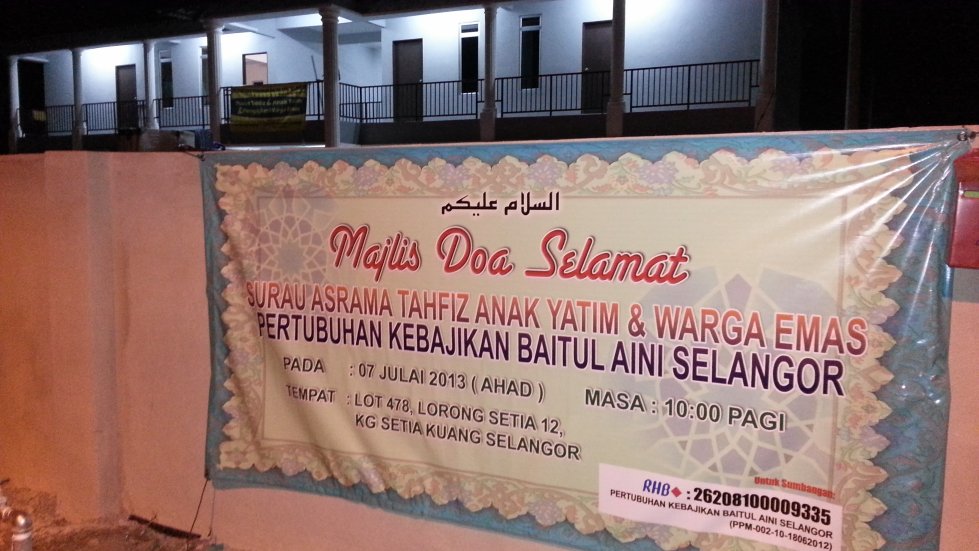 السلام عليكم
Majlis Doa Selamat
SURAU ASRAMA TAHFIZ ANAK YATIM & WARGA EMAS
PERTUBUHAN KEBAJIKAN BAITUL AINI SELANGOR
PADA : 07 JULAI 2013 ( AHAD ) MASA : 10:00 PAGI
TEMPAT : LOT 478, LORONG SETIA 12,
KG SETIA KUANG SELANGOR
Untuk Sumbangan:
RHB : 26208100009335
PERTUBUHAN KEBAJIKAN BAITUL AINI SELANGOR
(PPM-002-10-18062012)